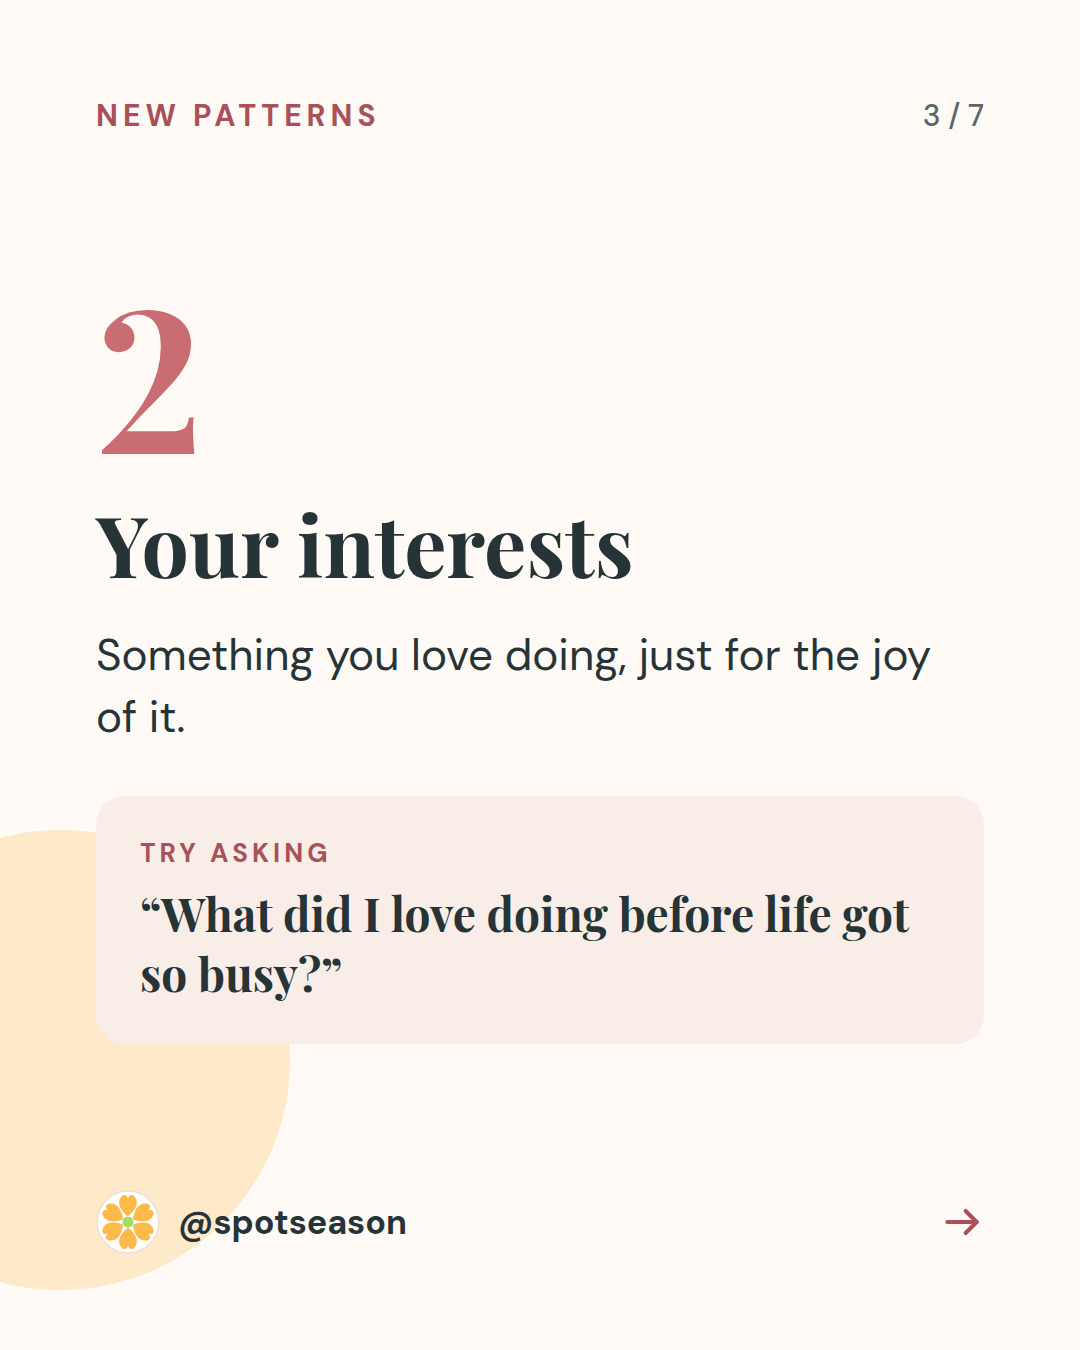 NEW PATTERNS
3 / 7
2
Your interests
Something you love doing, just for the joy
of it.
TRY ASKING
“What did I love doing before life got
so busy?”
@spotseason